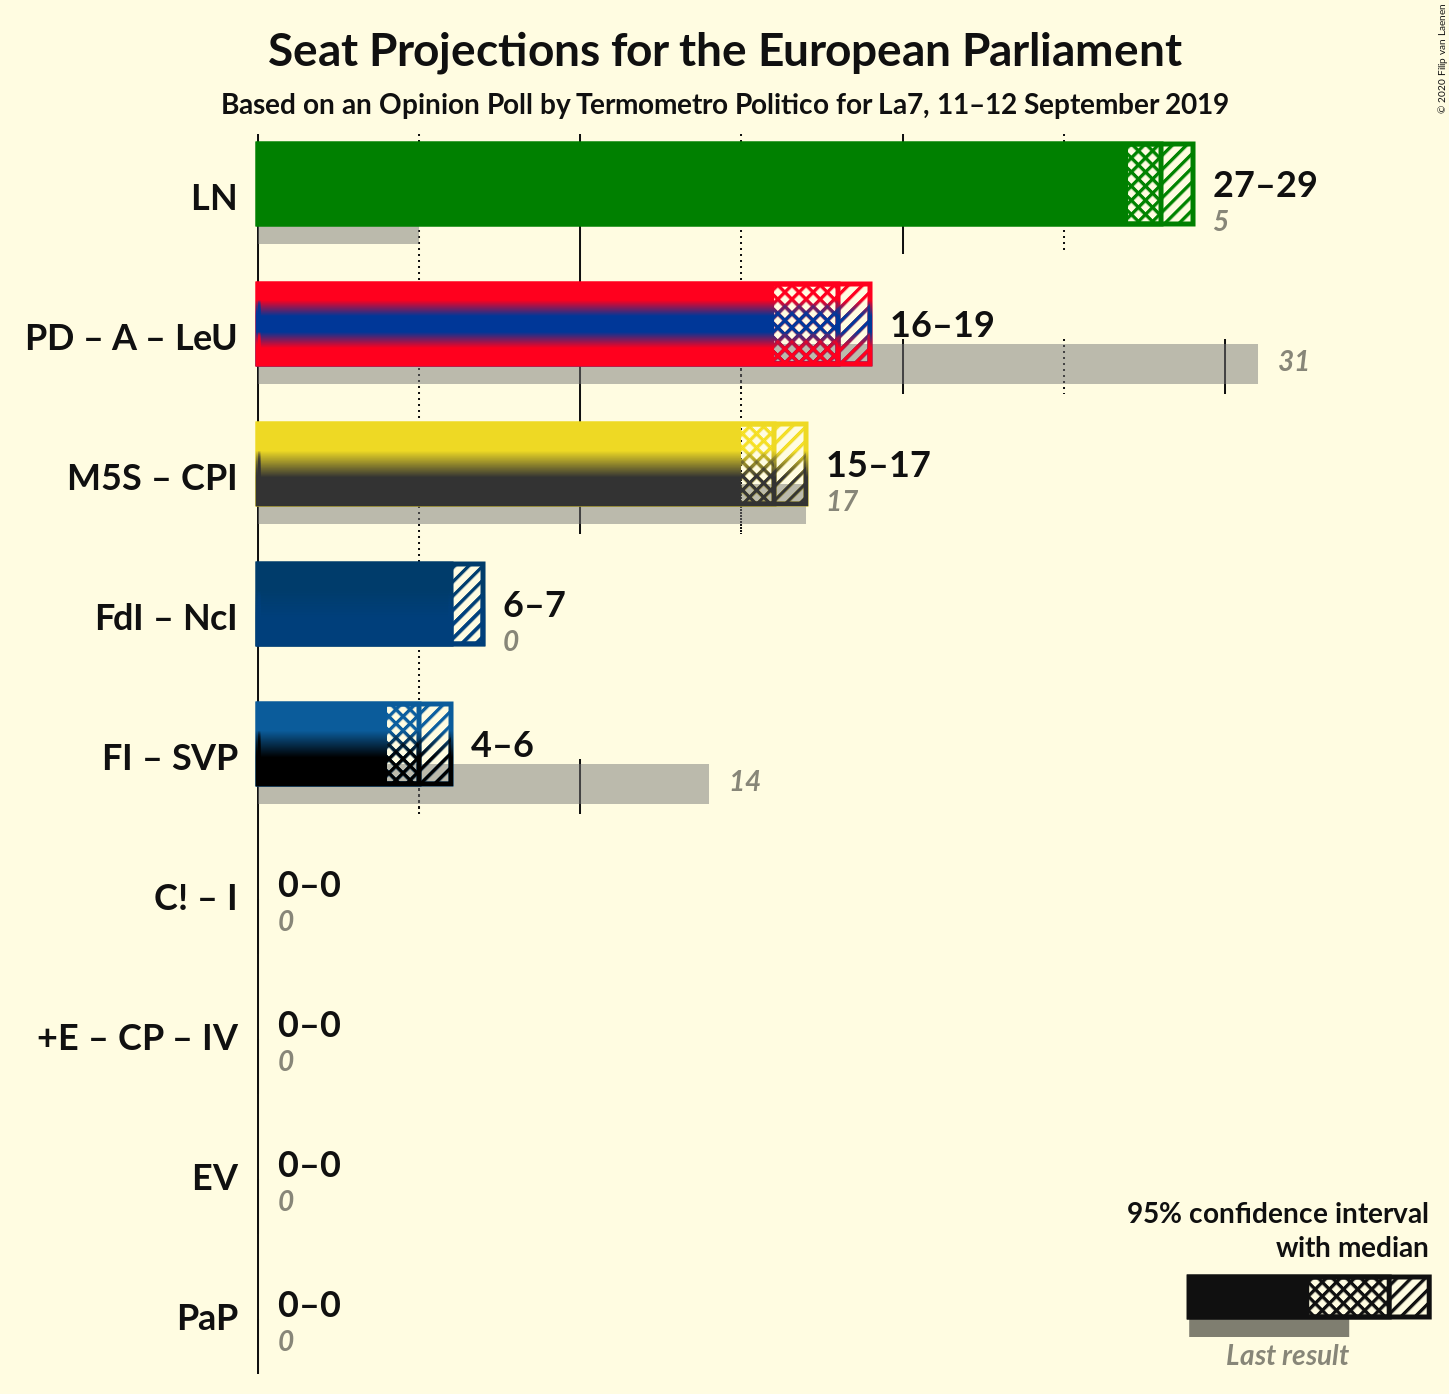 Seat Projections for the European Parliament
Based on an Opinion Poll by Termometro Politico for La7, 11–12 September 2019
© 2020 Filip van Laenen
LN
27–29
5
PD – A – LeU
16–19
31
M5S – CPI
15–17
17
FdI – NcI
6–7
0
FI – SVP
4–6
14
C! – I
0–0
0
+E – CP – IV
0–0
0
EV
0–0
0
PaP
0–0
0
95% confidence interval
with median
Last result